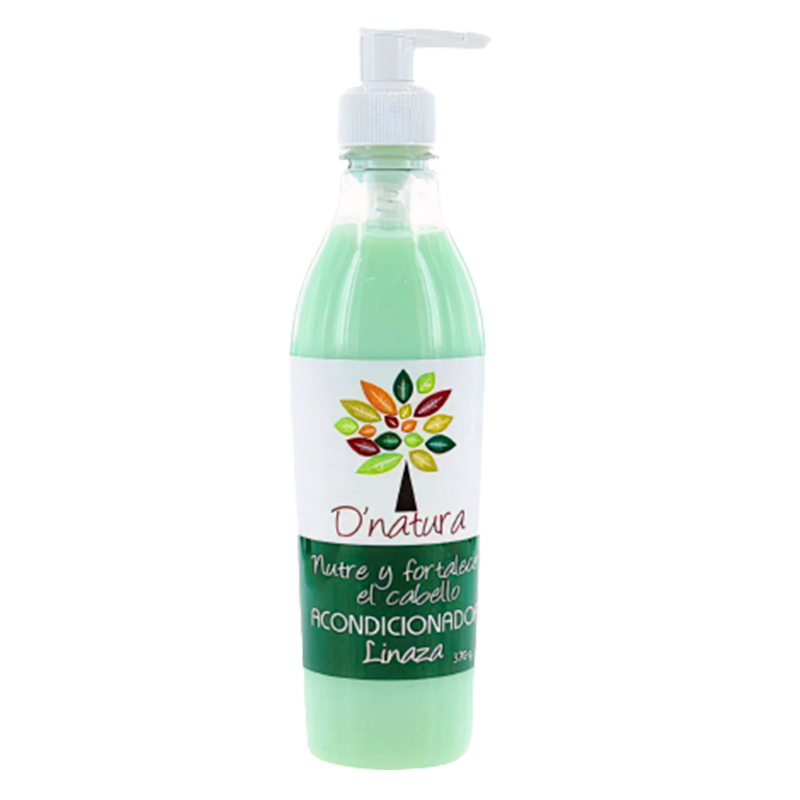 D'natura
Nutre y fortalece
el cabello
ACONDICIONADOR
Linaza